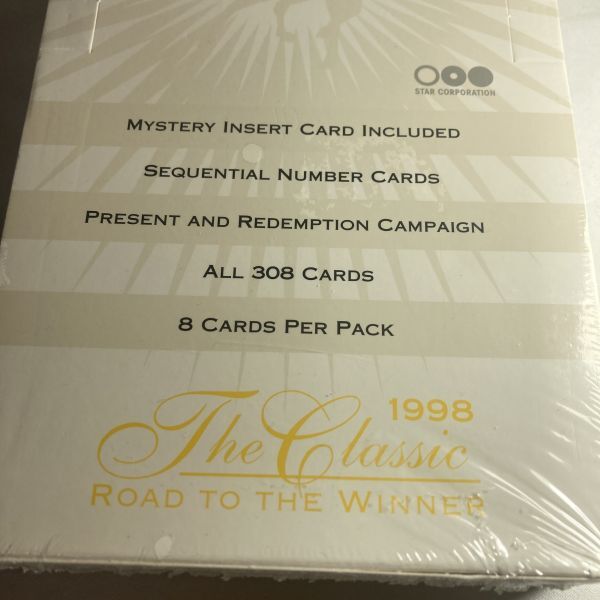 STAR CORPORATION
MYSTERY INSERT CARD INCLUDED
SEQUENTIAL NUMBER CARDS
PRESENT AND REDEMPTION CAMPAIGN
ALL 308 CARDS
8 CARDS PER PACK
1998
The Classic
ROAD TO THE WINNER